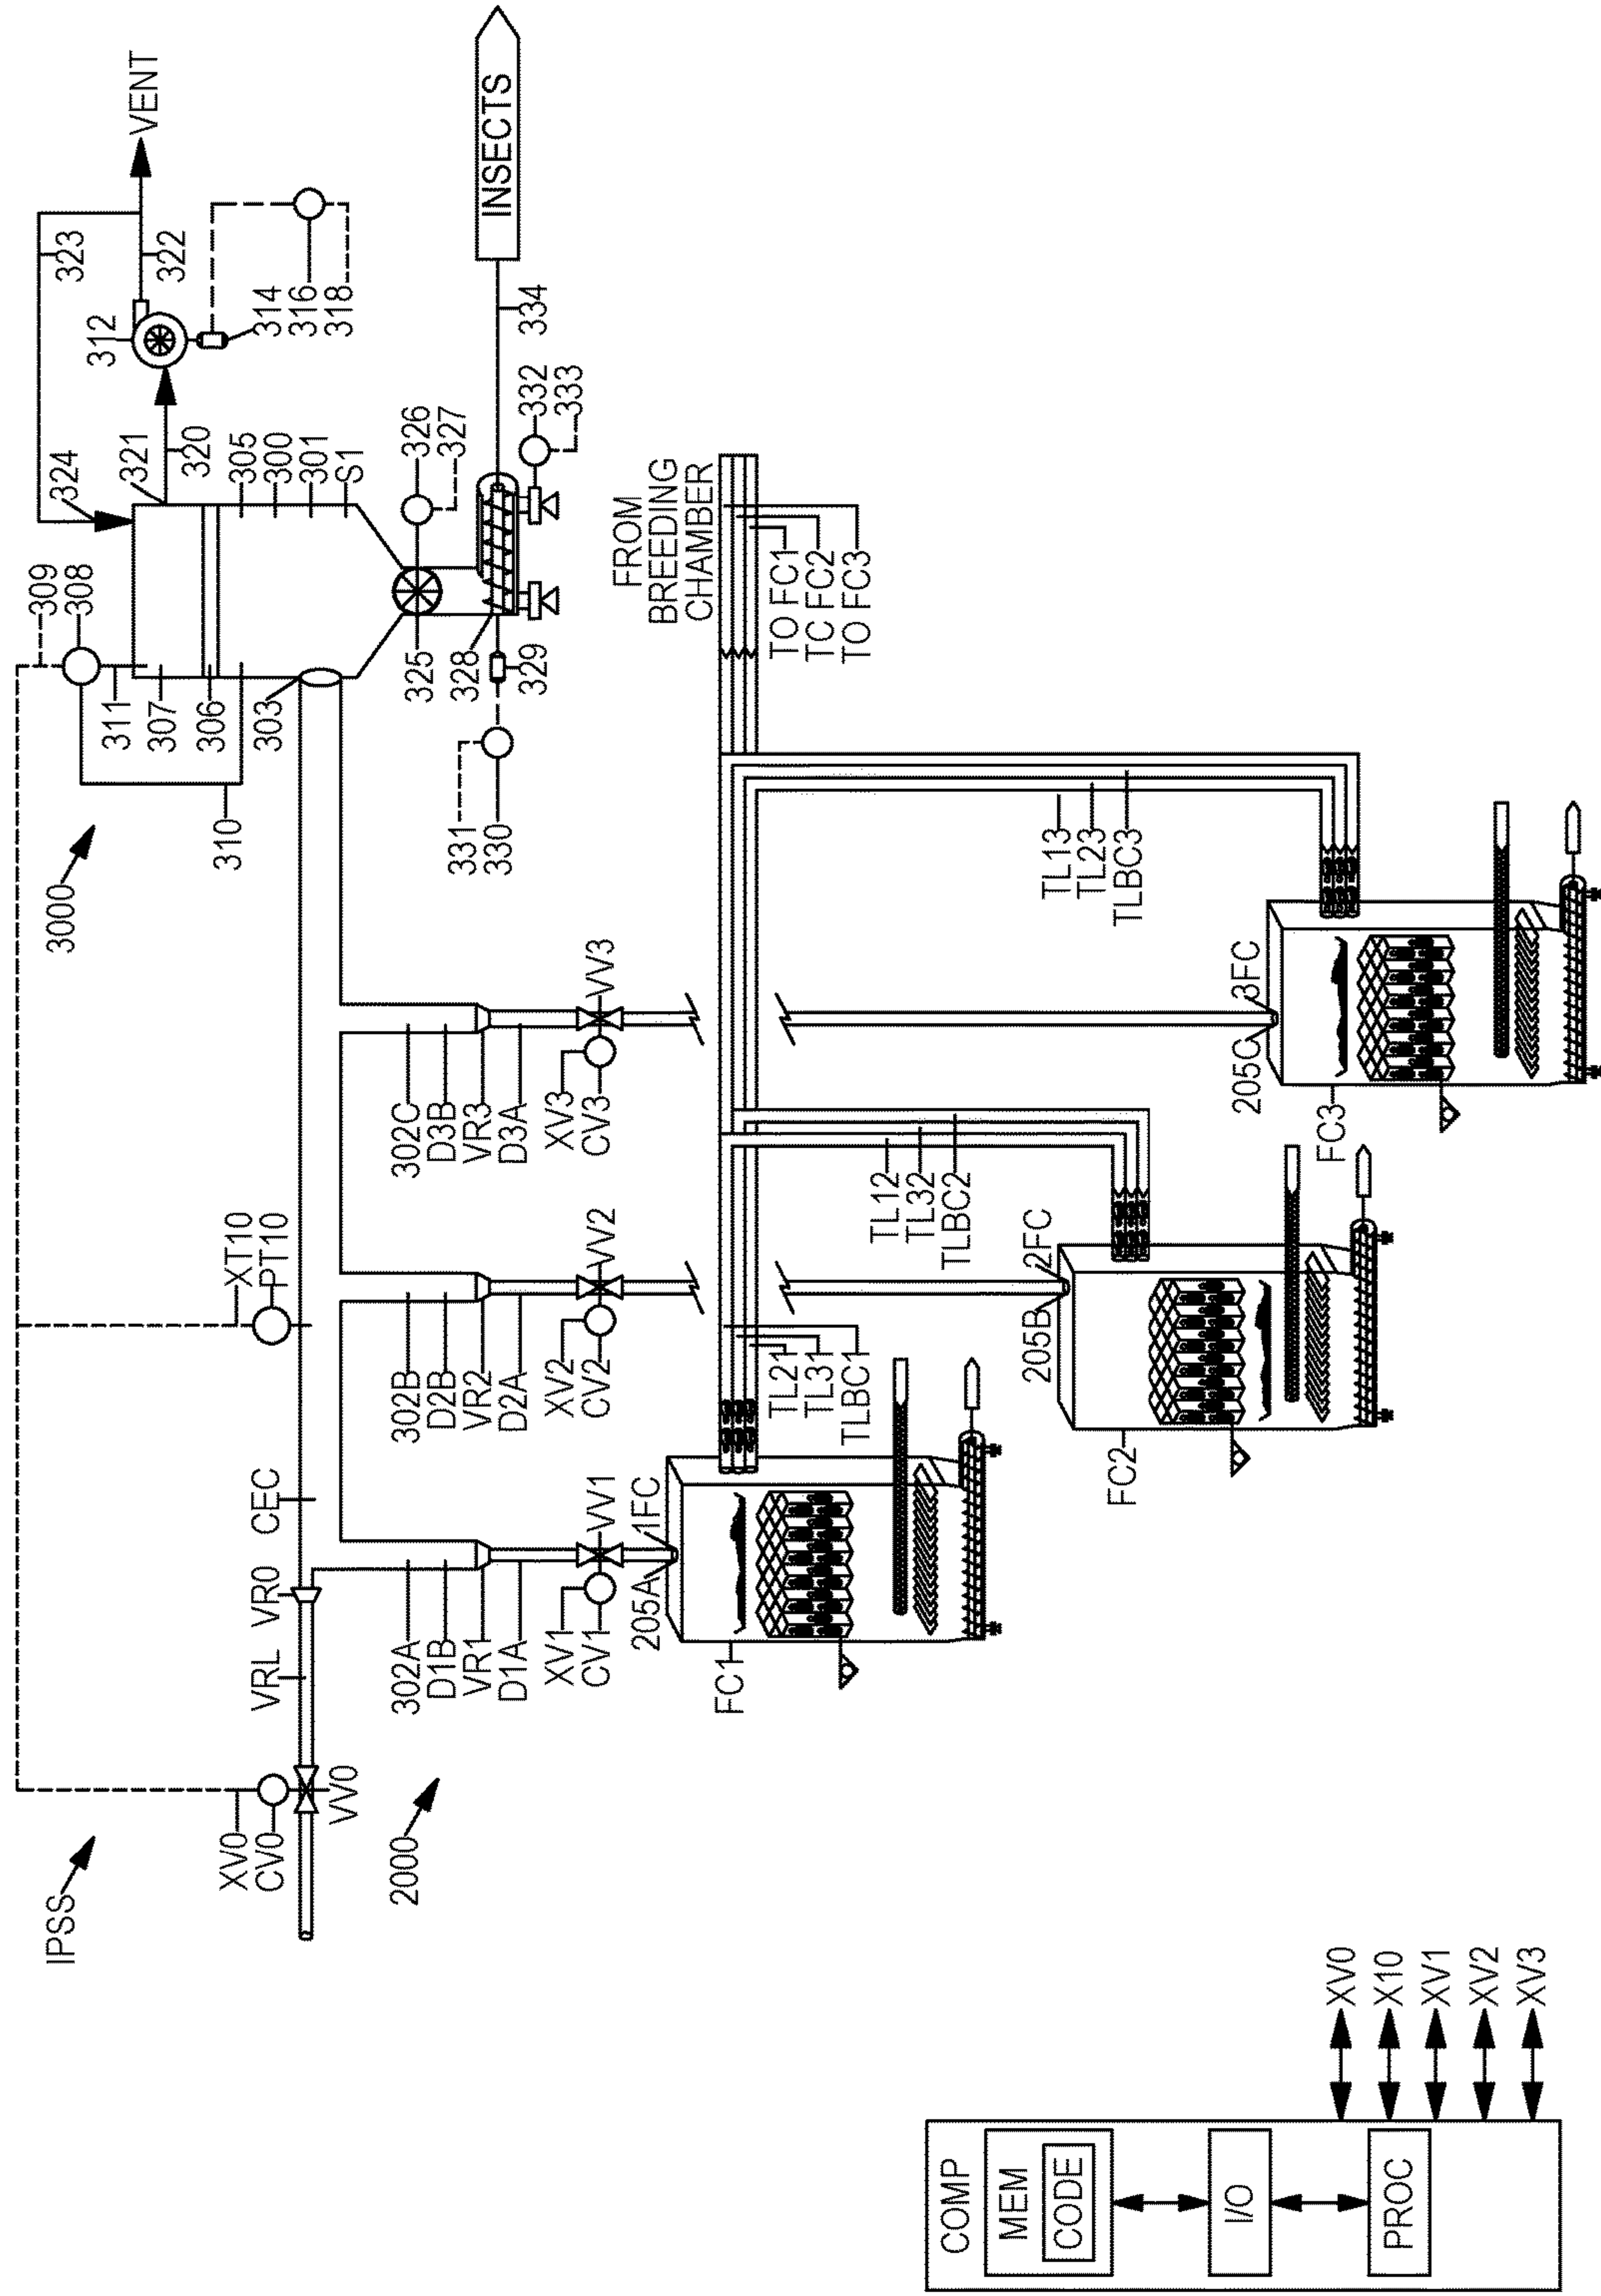 IPSS
XV0
CV0
VV0
VRL
VR0
CEC
XT10
PT10
2000
3000
309
308
311
307
306
303
310
324
323
321
320
322
VENT
312
314
316
318
305
300
301
S1
325
326
327
328
329
331
330
332
333
334
INSECTS
302A
D1B
VR1
D1A
XV1
CV1
VV1
302B
D2B
VR2
D2A
XV2
CV2
VV2
302C
D3B
VR3
D3A
XV3
CV3
VV3
FROM
BREEDING
CHAMBER
TO FC1
TC FC2
TO FC3
205A
1FC
FC1
TL21
TL31
TLBC1
205B
2FC
FC2
TL12
TL32
TLBC2
205C
3FC
FC3
TL13
TL23
TLBC3
COMP
MEM
CODE
I/O
PROC
XV0
X10
XV1
XV2
XV3